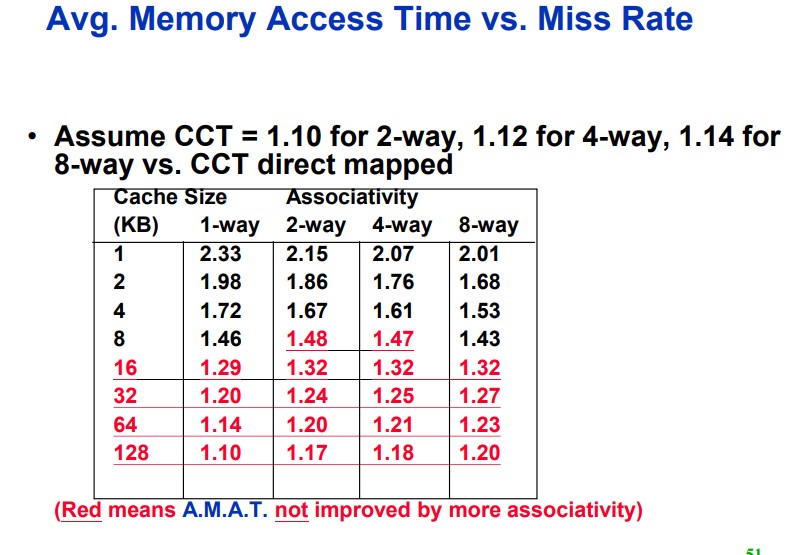 Avg. Memory Access Time vs. Miss Rate
• Assume CCT = 1.10 for 2-way, 1.12 for 4-way, 1.14 for
8-way vs. CCT direct mapped
Cache Size Associativity
(KB) 1-way 2-way 4-way 8-way
1 2.33 2.15 2.07 2.01
2 1.98 1.86 1.76 1.68
4 1.72 1.67 1.61 1.53
8 1.46 1.48 1.47 1.43
16 1.29 1.32 1.32 1.32
32 1.20 1.24 1.25 1.27
64 1.14 1.20 1.21 1.23
128 1.10 1.17 1.18 1.20
(Red means A.M.A.T. not improved by more associativity)
51